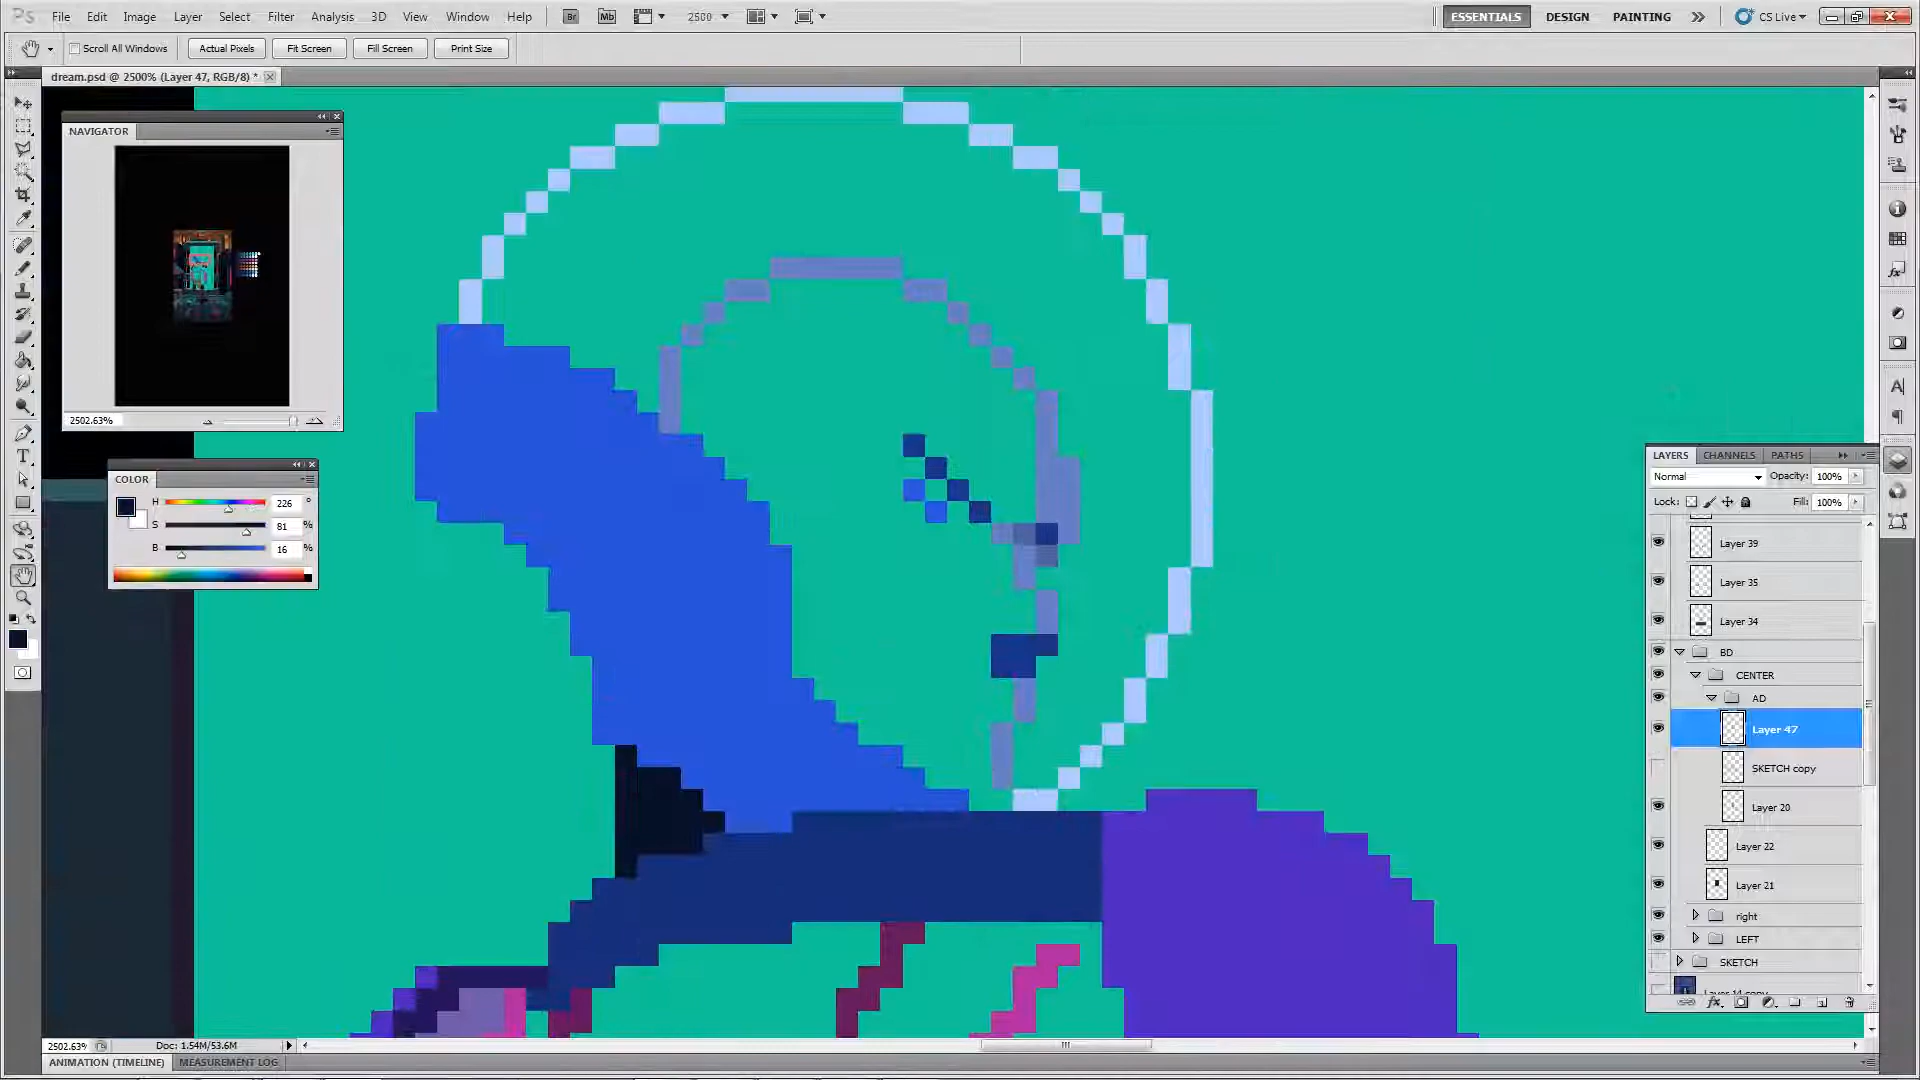 Ps File Edit Image Layer Select Filter Analysis 3D View Window Help Br Mb 2500 ESSENTIALS DESIGN PAINTING CS Live
Scroll All Windows Actual Pixels Fit Screen Fill Screen Print Size
dream.psd @ 2500% (Layer 47, RGB/8) *
NAVIGATOR
2502.63%
COLOR
H 226 °
S 81 %
B 16 %
LAYERS CHANNELS PATHS
Normal Opacity: 100%
Lock: Fill: 100%
Layer 39
Layer 35
Layer 34
BD
CENTER
AD
Layer 47
SKETCH copy
Layer 20
Layer 22
Layer 21
right
LEFT
SKETCH
Layer 14 copy
2502.63% Doc: 1.54M/53.6M
ANIMATION (TIMELINE) MEASUREMENT LOG